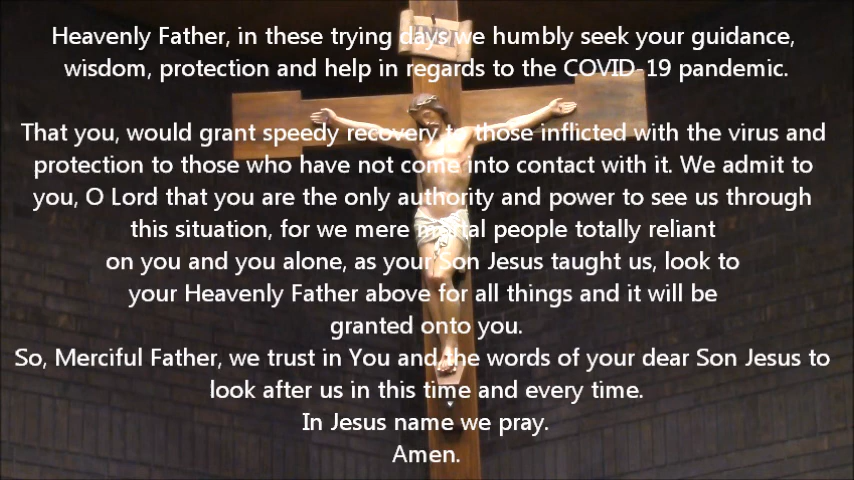 Heavenly Father, in these trying days we humbly seek your guidance,
wisdom, protection and help in regards to the COVID-19 pandemic.
That you, would grant speedy recovery to those inflicted with the virus and
protection to those who have not come into contact with it. We admit to
you, O Lord that you are the only authority and power to see us through
this situation, for we mere mortal people totally reliant
on you and you alone, as your Son Jesus taught us, look to
your Heavenly Father above for all things and it will be
granted onto you.
So, Merciful Father, we trust in You and the words of your dear Son Jesus to
look after us in this time and every time.
In Jesus name we pray.
Amen.